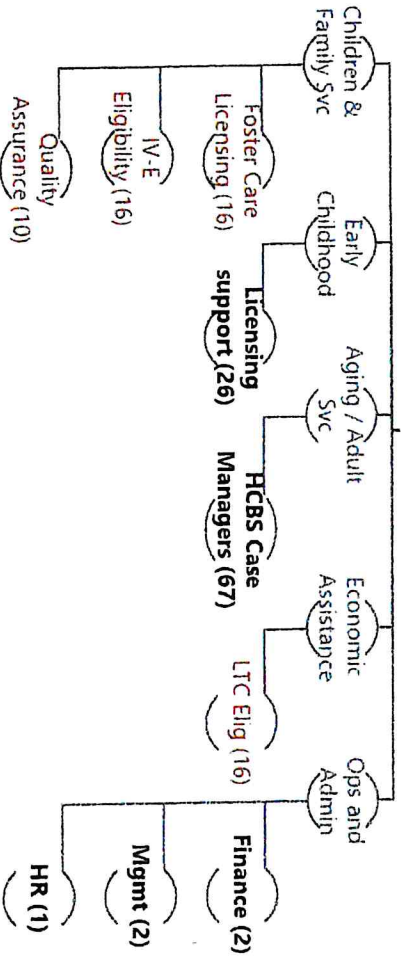 Children &
Family Svc
Foster Care
Licensing (16)
IV-E
Eligibility (16)
Quality
Assurance (10)
Early
Childhood
Licensing
support (26)
Aging / Adult
Svc
HCBS Case
Managers (67)
Economic
Assistance
LTC Elig (16)
Ops and
Admin
Finance (2)
Mgmt (2)
HR (1)